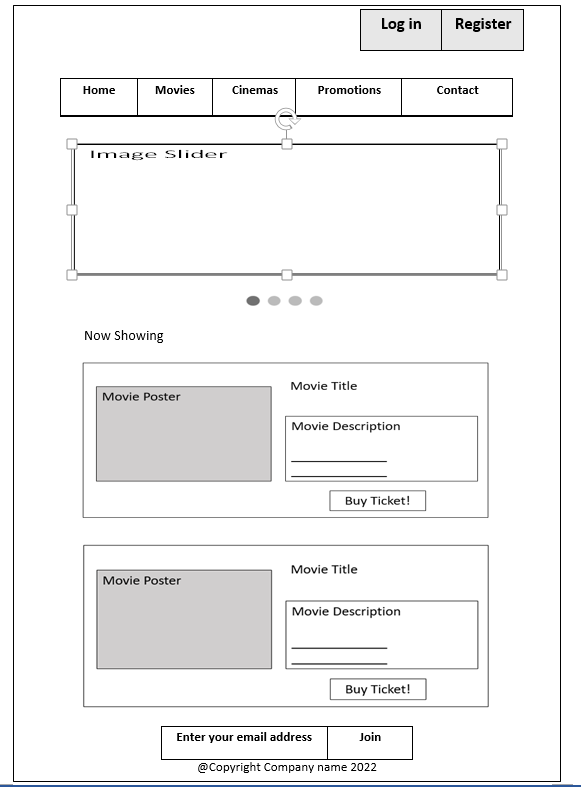 Log in Register
Home Movies Cinemas Promotions Contact
Image Slider
Now Showing
Movie Title
Movie Poster
Movie Description
Buy Ticket!
Movie Title
Movie Poster
Movie Description
Buy Ticket!
Enter your email address Join
@Copyright Company name 2022